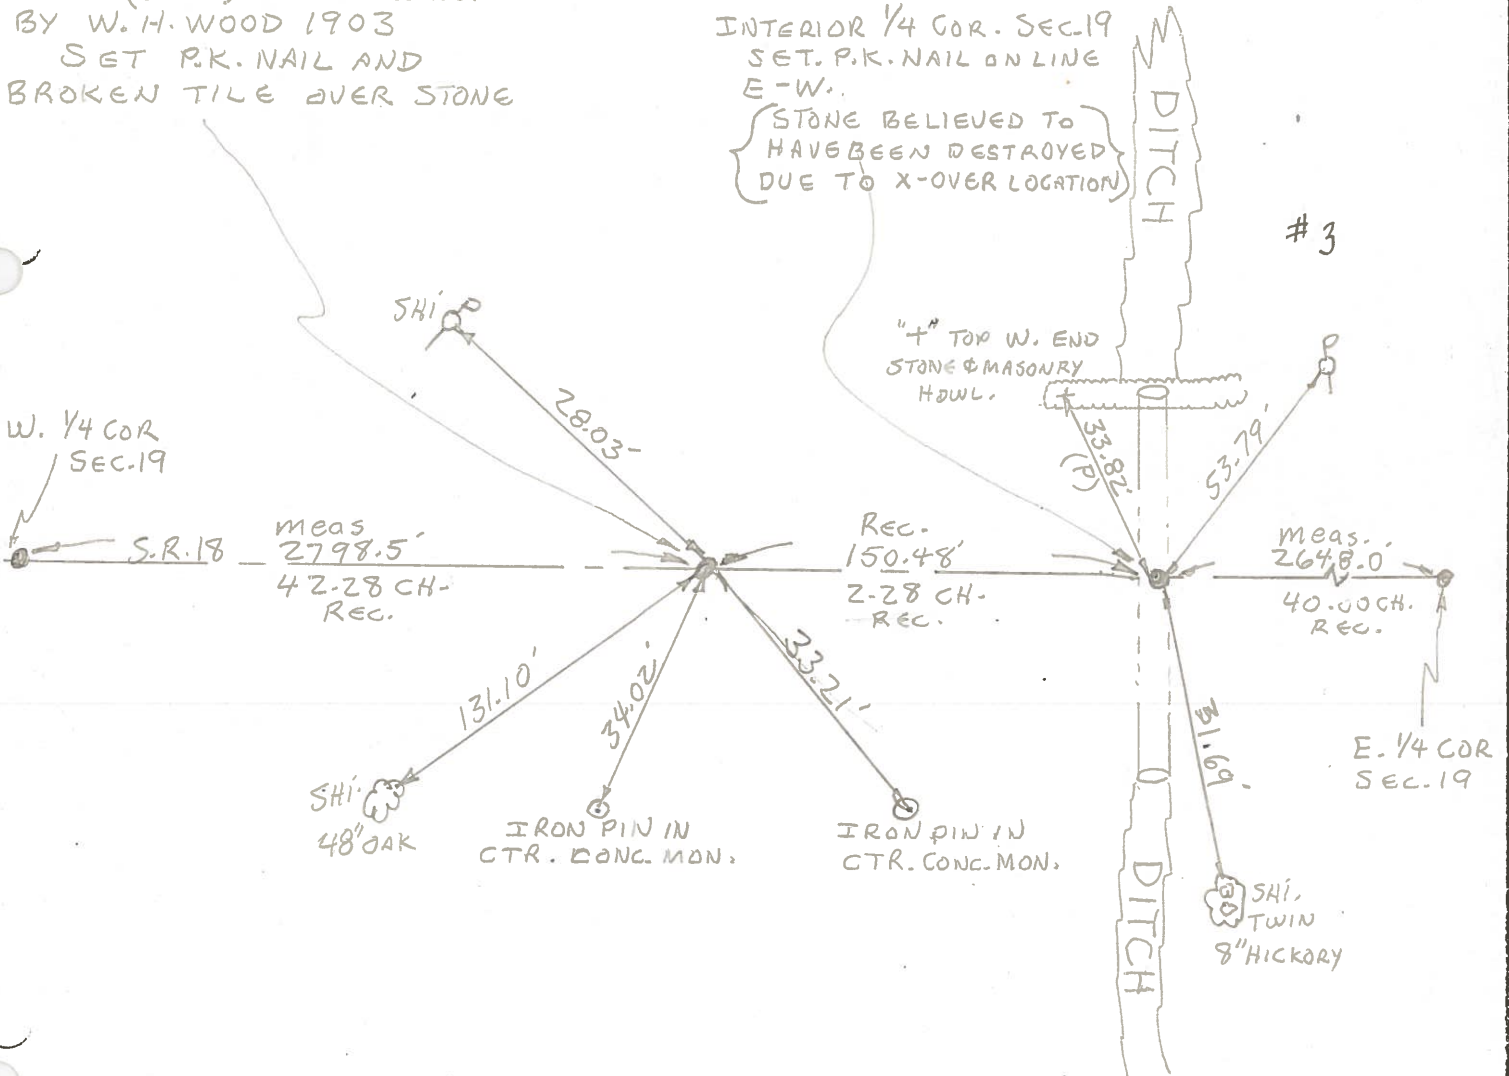 BY W.H. WOOD 1903
SET P.K. NAIL AND
BROKEN TILE OVER STONE
INTERIOR 1/4 COR. SEC.19
SET. P.K. NAIL ON LINE
E-W.
STONE BELIEVED TO
HAVE BEEN DESTROYED
DUE TO X-OVER LOCATION
DITCH
#3
SHI P
28.03'
"+" TOP W. END
STONE & MASONRY
HDWL.
P
33.82'
(P)
53.79'
W. 1/4 COR
SEC.19
S.R.18
meas
2798.5'
42.28 CH.
REC.
REC.
150.48'
2.28 CH.
REC.
meas.
2648.0
40.00 CH.
REC.
131.10'
34.02'
33.21'
31.69'
E. 1/4 COR
SEC.19
SHI.
48" OAK
IRON PIN IN
CTR. CONC. MON.
IRON PIN IN
CTR. CONC. MON.
DITCH
SHI.
TWIN
8" HICKORY